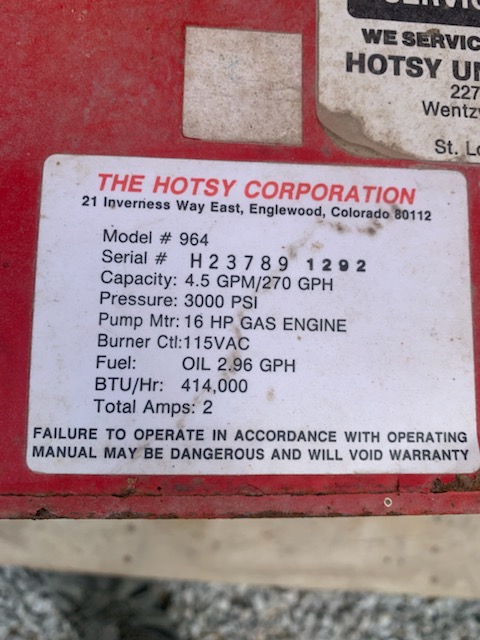 WE SERVIC
HOTSY UN
227
Wentzv
St. Lo
THE HOTSY CORPORATION
21 Inverness Way East, Englewood, Colorado 80112
Model # 964
Serial # H23789 1292
Capacity: 4.5 GPM/270 GPH
Pressure: 3000 PSI
Pump Mtr: 16 HP GAS ENGINE
Burner Ctl:115VAC
Fuel: OIL 2.96 GPH
BTU/Hr: 414,000
Total Amps: 2
FAILURE TO OPERATE IN ACCORDANCE WITH OPERATING
MANUAL MAY BE DANGEROUS AND WILL VOID WARRANTY